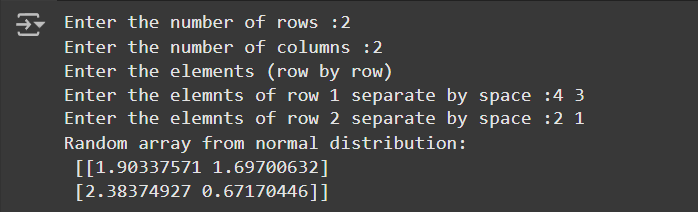 Enter the number of rows :2
Enter the number of columns :2
Enter the elements (row by row)
Enter the elemnts of row 1 separate by space :4 3
Enter the elemnts of row 2 separate by space :2 1
Random array from normal distribution:
 [[1.90337571 1.69700632]
 [2.38374927 0.67170446]]